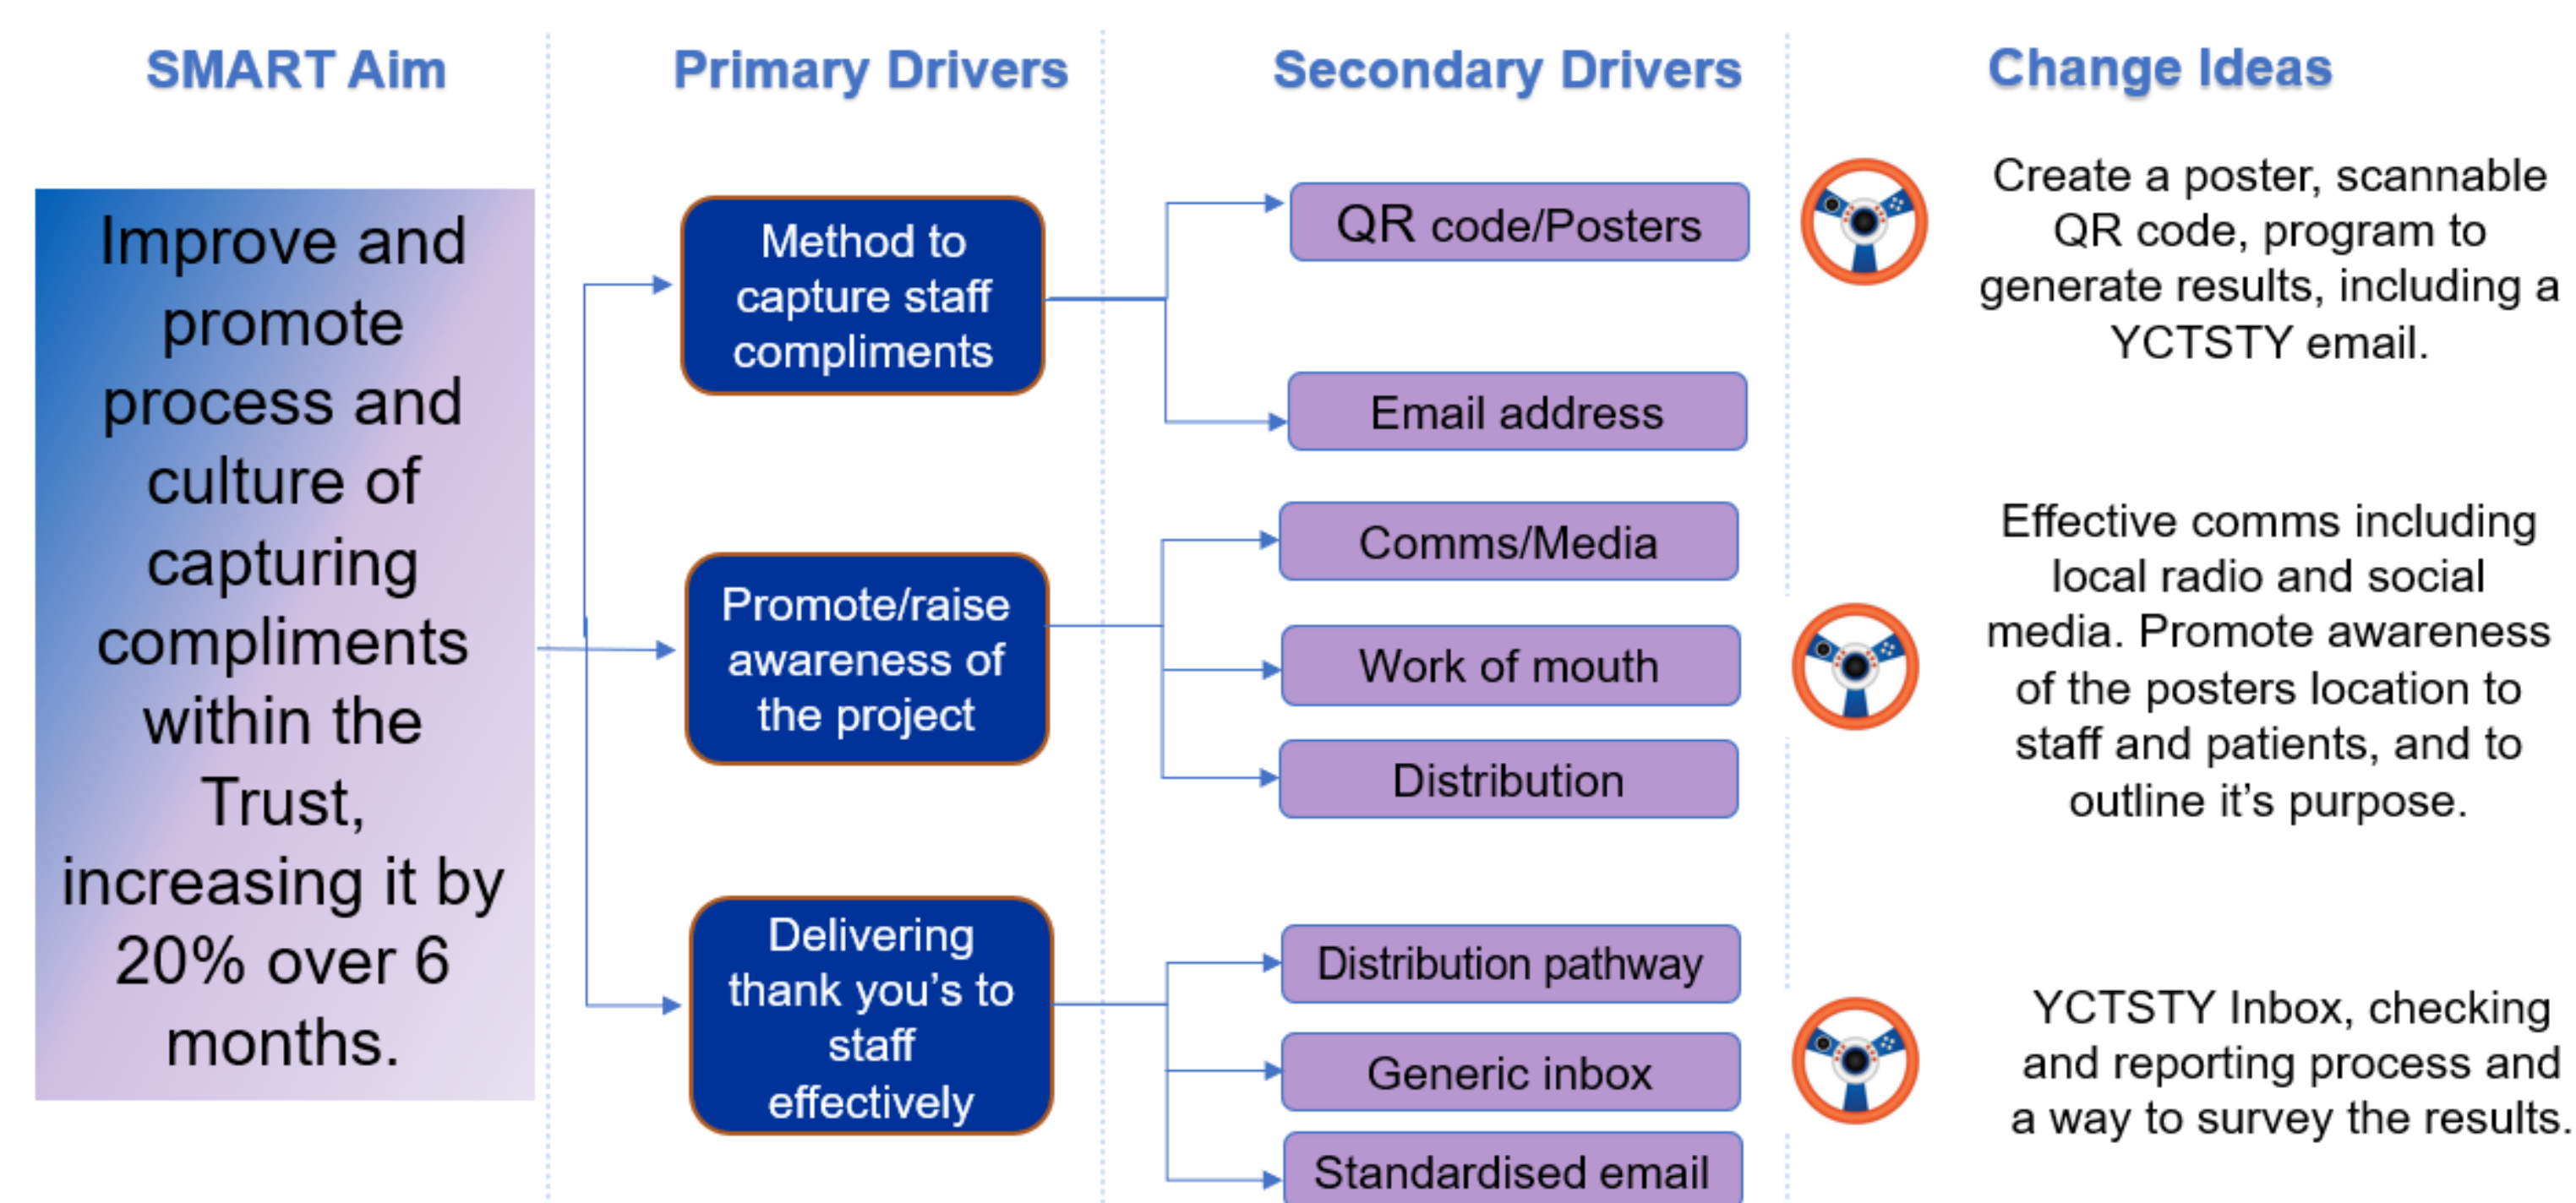 SMART Aim
Primary Drivers
Secondary Drivers
Change Ideas
Improve and
promote
process and
culture of
capturing
compliments
within the
Trust,
increasing it by
20% over 6
months.
Method to
capture staff
compliments
Promote/raise
awareness of
the project
Delivering
thank you’s to
staff
effectively
QR code/Posters
Email address
Comms/Media
Work of mouth
Distribution
Distribution pathway
Generic inbox
Standardised email
Create a poster, scannable
QR code, program to
generate results, including a
YCTSTY email.
Effective comms including
local radio and social
media. Promote awareness
of the posters location to
staff and patients, and to
outline it’s purpose.
YCTSTY Inbox, checking
and reporting process and
a way to survey the results.